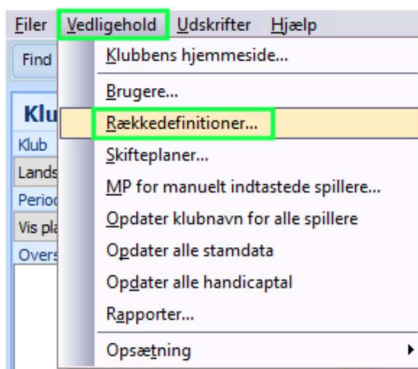 Filer Vedligehold Udskrifter Hjælp
Find
Klubbens hjemmeside...
Brugere...
Klu
Rækkedefinitioner...
Klub
Skifteplaner...
Lands
MP for manuelt indtastede spillere...
Perio
Opdater klubnavn for alle spillere
Vis pla
Opdater alle stamdata
Overs
Opdater alle handicaptal
Rapporter...
Opsætning